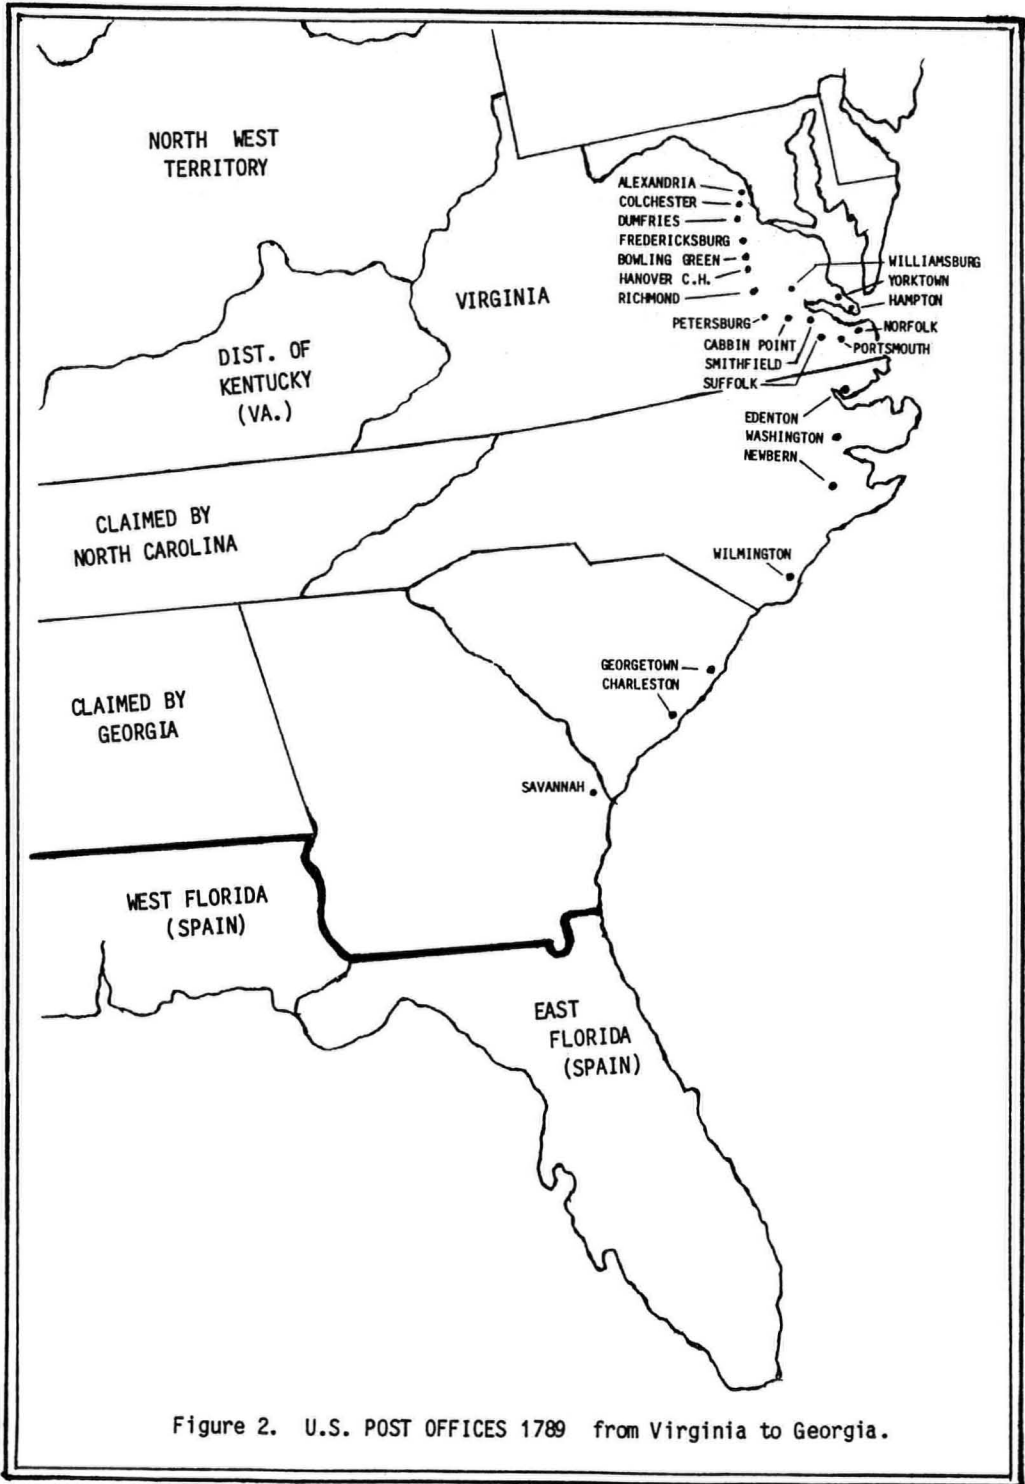 NORTH WEST
TERRITORY
ALEXANDRIA
COLCHESTER
DUMFRIES
FREDERICKSBURG
BOWLING GREEN
HANOVER C.H.
RICHMOND
WILLIAMSBURG
YORKTOWN
HAMPTON
NORFOLK
PORTSMOUTH
VIRGINIA
PETERSBURG
CABBIN POINT
SMITHFIELD
SUFFOLK
DIST. OF
KENTUCKY
(VA.)
EDENTON
WASHINGTON
NEWBERN
CLAIMED BY
NORTH CAROLINA
WILMINGTON
GEORGETOWN
CHARLESTON
CLAIMED BY
GEORGIA
SAVANNAH
WEST FLORIDA
(SPAIN)
EAST
FLORIDA
(SPAIN)
Figure 2. U.S. POST OFFICES 1789 from Virginia to Georgia.